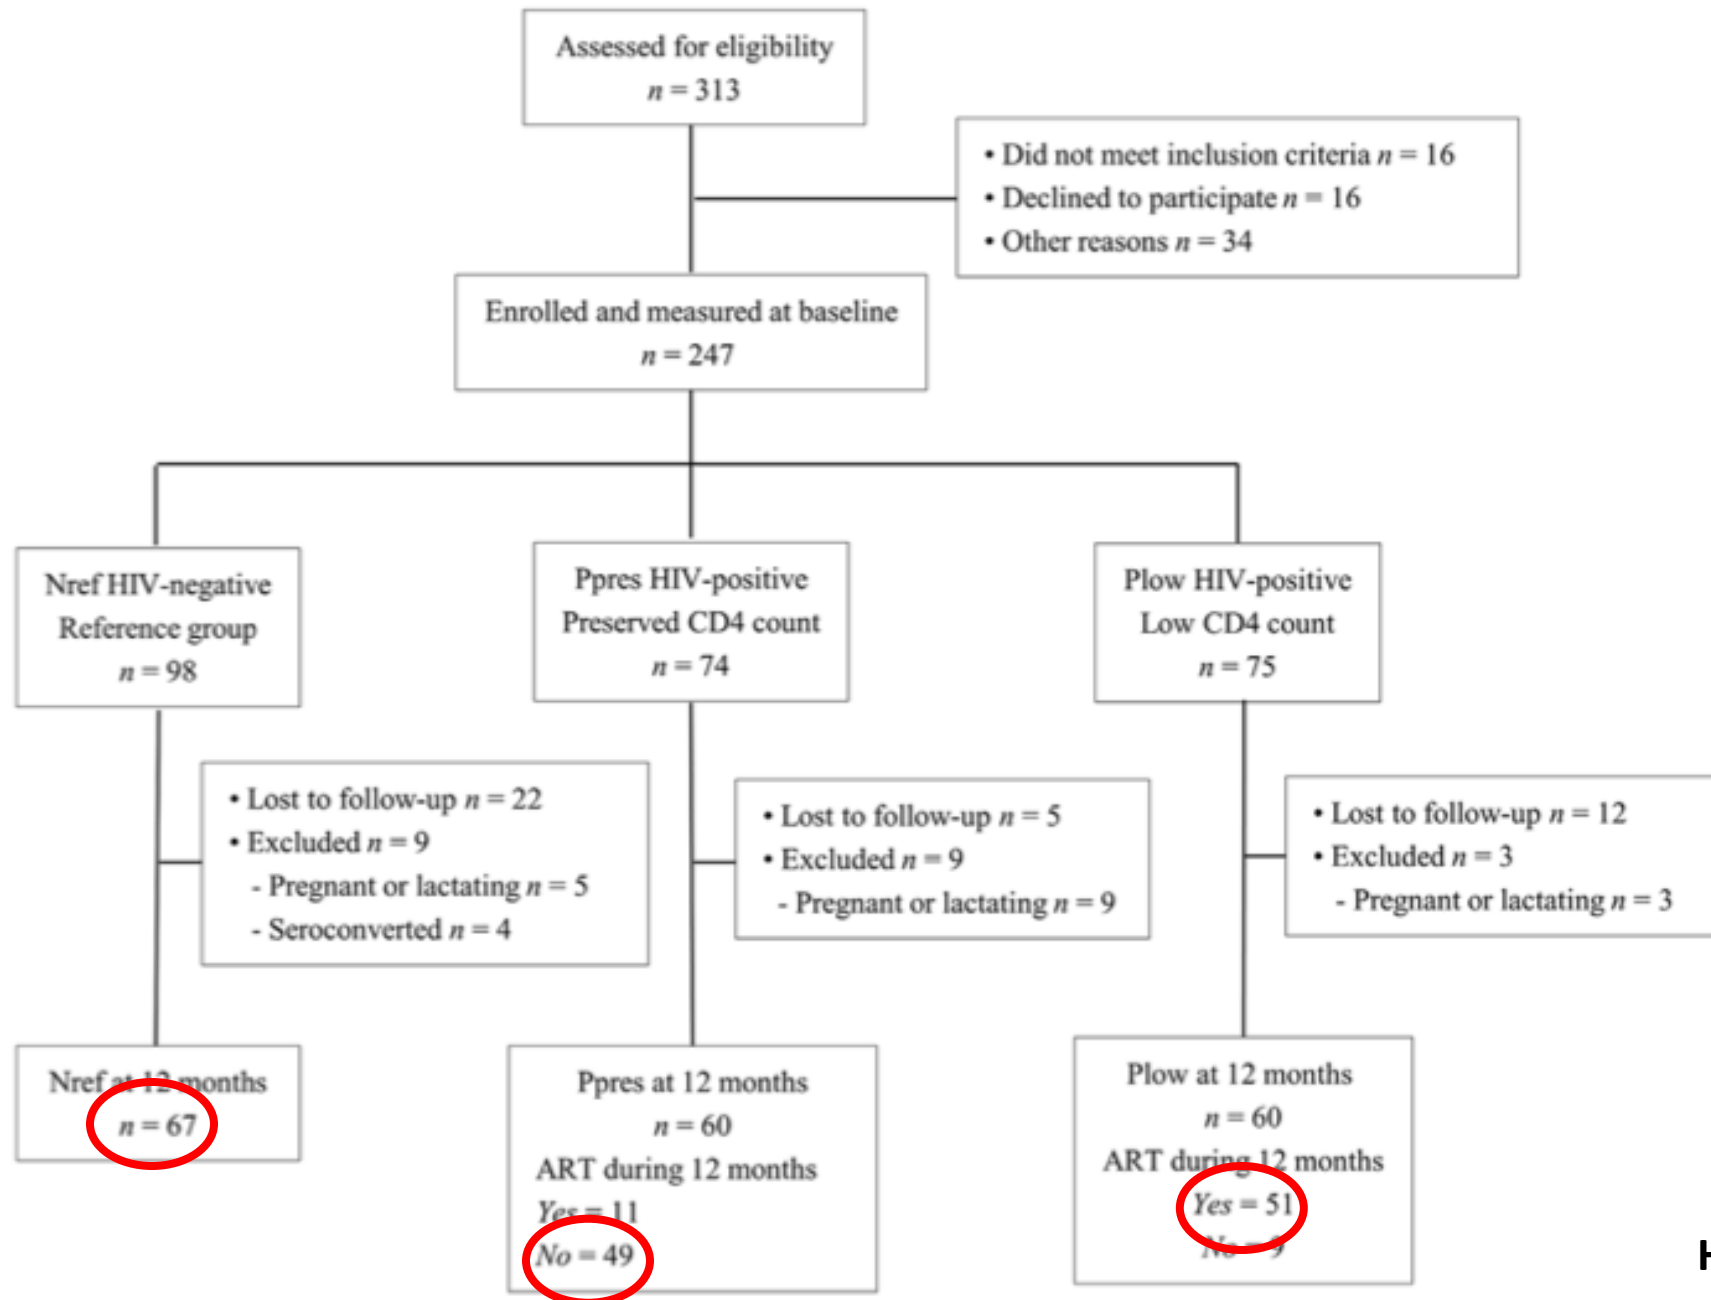 Assessed for eligibility
n = 313
• Did not meet inclusion criteria n = 16
• Declined to participate n = 16
• Other reasons n = 34
Enrolled and measured at baseline
n = 247
Nref HIV-negative
Reference group
n = 98
Ppres HIV-positive
Preserved CD4 count
n = 74
Plow HIV-positive
Low CD4 count
n = 75
• Lost to follow-up n = 22
• Excluded n = 9
- Pregnant or lactating n = 5
- Seroconverted n = 4
• Lost to follow-up n = 5
• Excluded n = 9
- Pregnant or lactating n = 9
• Lost to follow-up n = 12
• Excluded n = 3
- Pregnant or lactating n = 3
Nref at 12 months
n = 67
Ppres at 12 months
n = 60
ART during 12 months
Yes = 11
No = 49
Plow at 12 months
n = 60
ART during 12 months
Yes = 51
No = 9
H